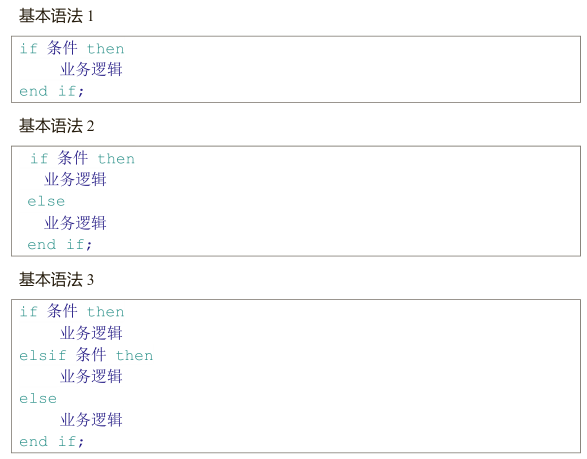 基本语法 1
if 条件 then
业务逻辑
end if;
基本语法 2
if 条件 then
业务逻辑
else
业务逻辑
end if;
基本语法 3
if 条件 then
业务逻辑
elsif 条件 then
业务逻辑
else
业务逻辑
end if;